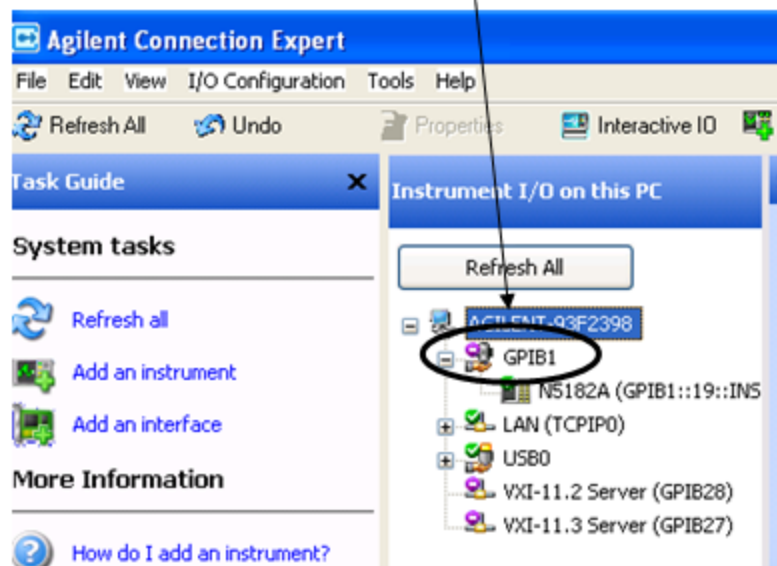 Agilent Connection Expert
File Edit View I/O Configuration Tools Help
Refresh All Undo Properties Interactive IO
Task Guide
System tasks
Refresh all
Add an instrument
Add an interface
More Information
How do I add an instrument?
Instrument I/O on this PC
Refresh All
AGILENT-93F2398
GPIB1
N5182A (GPIB1::19::INS
LAN (TCPIP0)
USB0
VXI-11.2 Server (GPIB28)
VXI-11.3 Server (GPIB27)